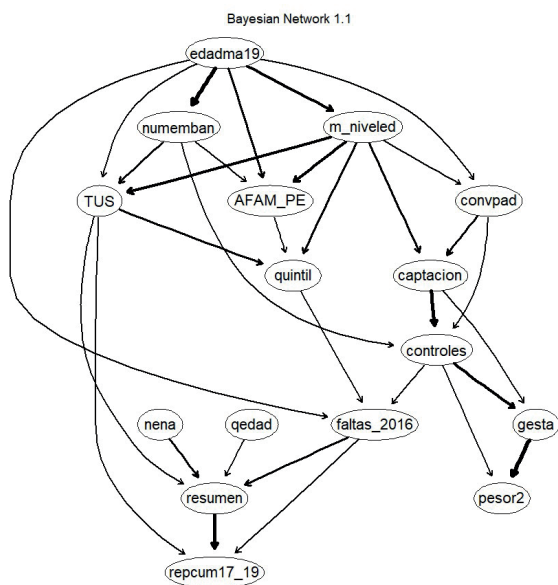 Bayesian Network 1.1
edadma19
numemban
m_niveled
TUS
AFAM_PE
convpad
quintil
captacion
controles
nena
qedad
faltas_2016
gesta
resumen
pesor2
repcum17_19